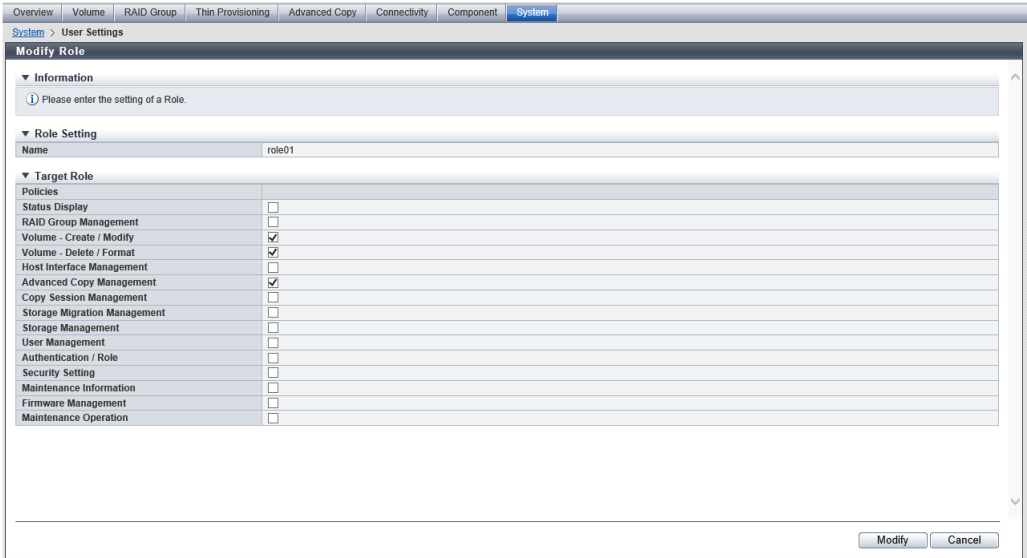 Overview Volume RAID Group Thin Provisioning Advanced Copy Connectivity Component System
System > User Settings
Modify Role
Information
Please enter the setting of a Role.
Role Setting
Name role01
Target Role
Policies
Status Display
RAID Group Management
Volume - Create / Modify
Volume - Delete / Format
Host Interface Management
Advanced Copy Management
Copy Session Management
Storage Migration Management
Storage Management
User Management
Authentication / Role
Security Setting
Maintenance Information
Firmware Management
Maintenance Operation
Modify Cancel